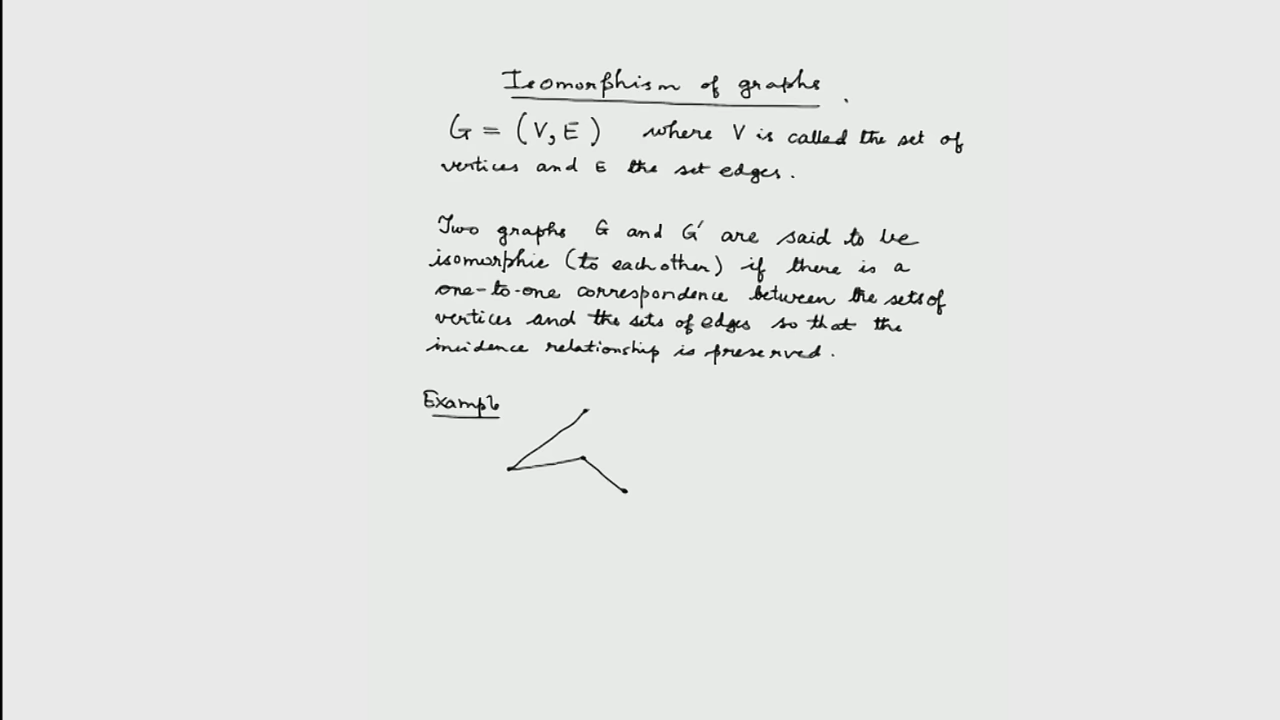 Isomorphism of graphs.
G = (V, E) where V is called the set of
vertices and E the set edges.
Two graphs G and G' are said to be
isomorphic (to each other) if there is a
one-to-one correspondence between the sets of
vertices and the sets of edges so that the
incidence relationship is preserved.
Example